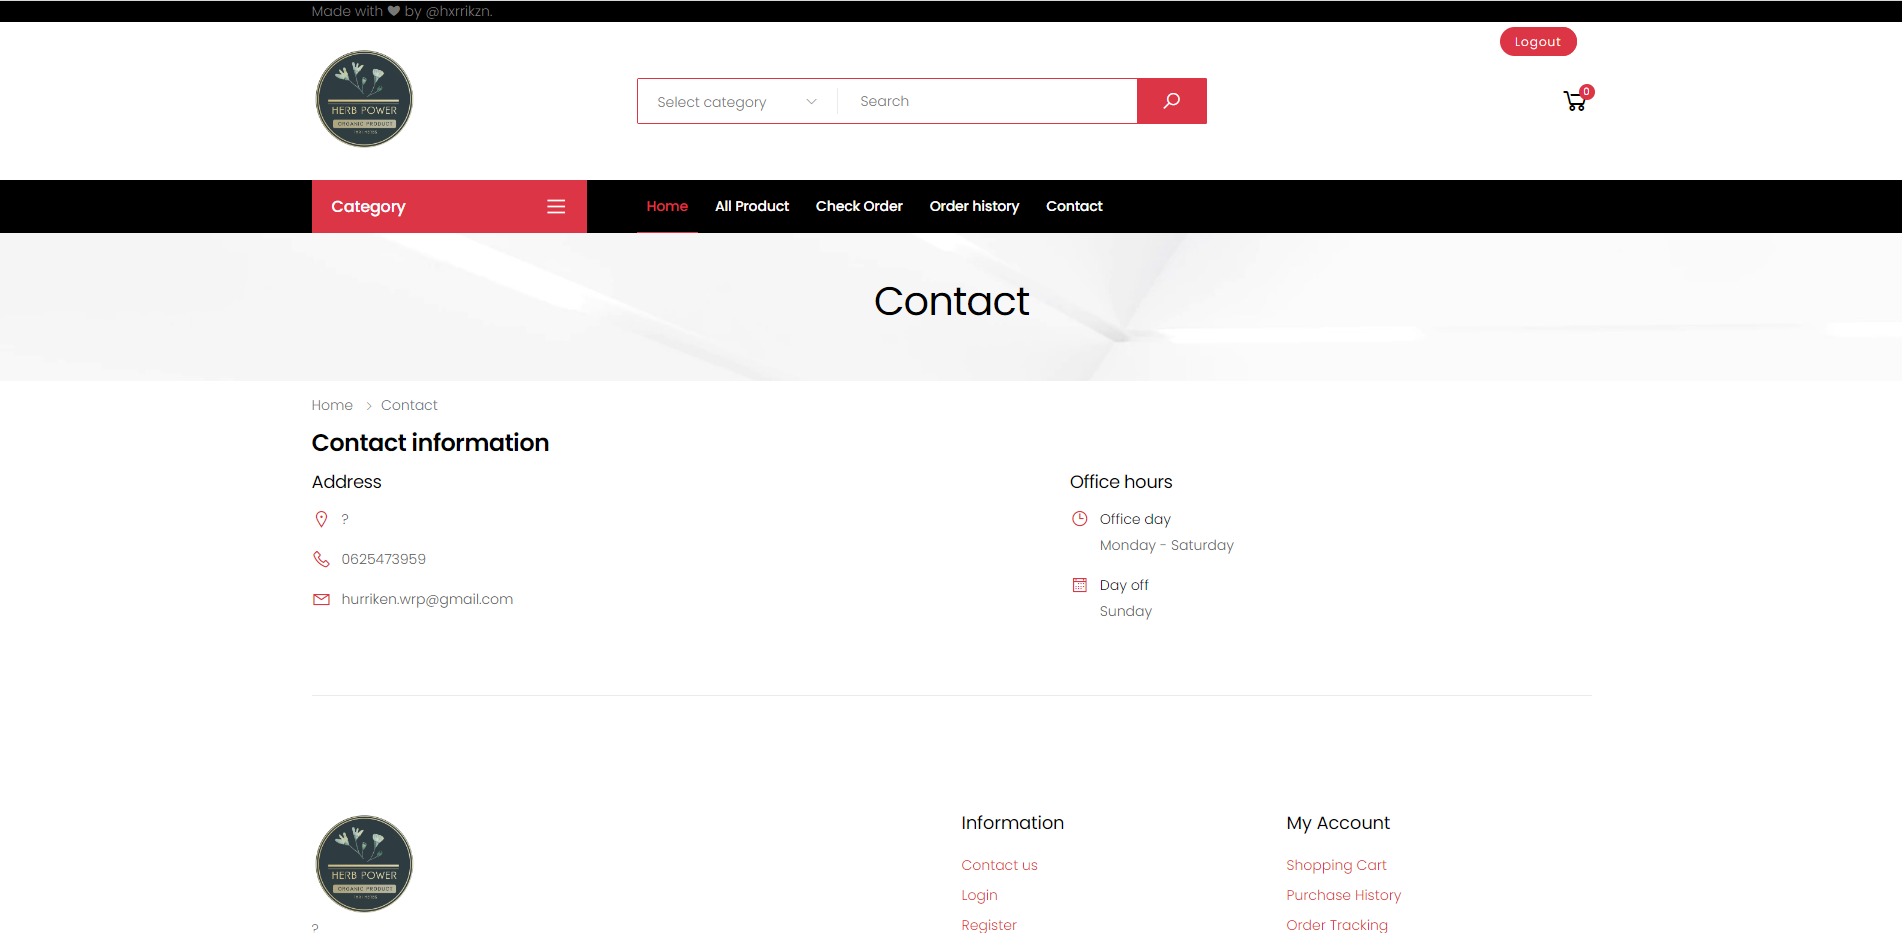 Made with ♥ by @hxrrikzn.
Logout
HERB POWER
ORGANIC PRODUCT
Select category
Search
0
Category
Home
All Product
Check Order
Order history
Contact
Contact
Home > Contact
Contact information
Address
?
0625473959
hurriken.wrp@gmail.com
Office hours
Office day
Monday - Saturday
Day off
Sunday
HERB POWER
ORGANIC PRODUCT
?
Information
Contact us
Login
Register
My Account
Shopping Cart
Purchase History
Order Tracking